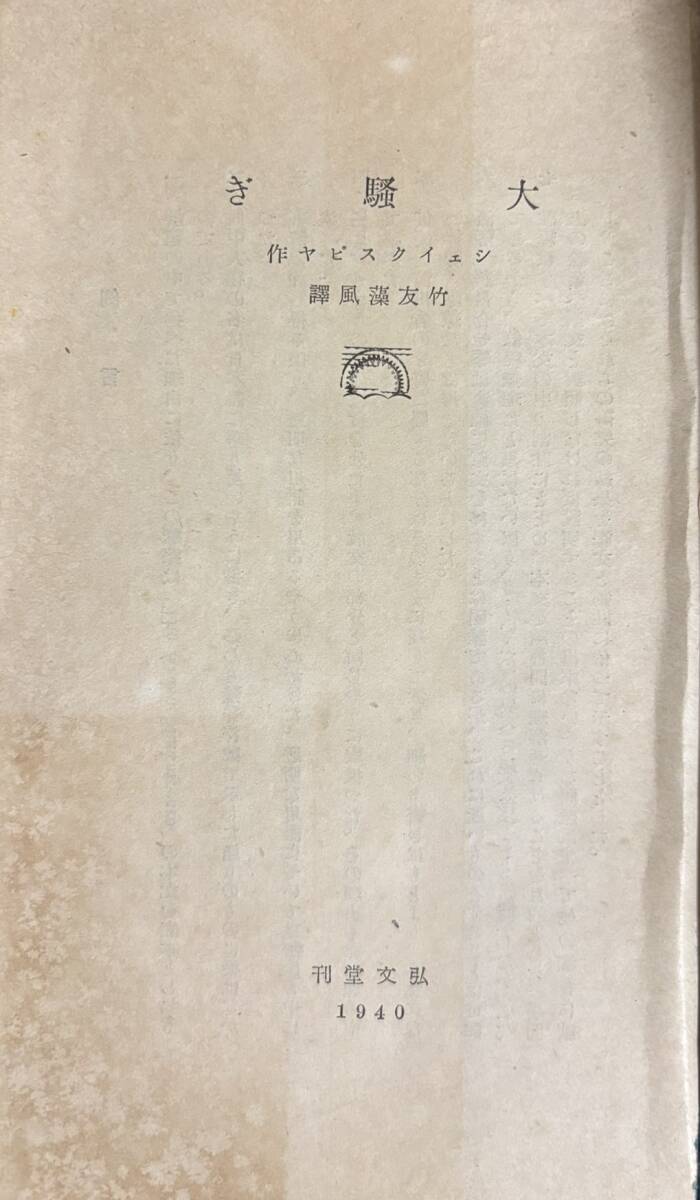 大騷ぎ
シェイクスピヤ作
竹友藻風譯
弘文堂刊
1940